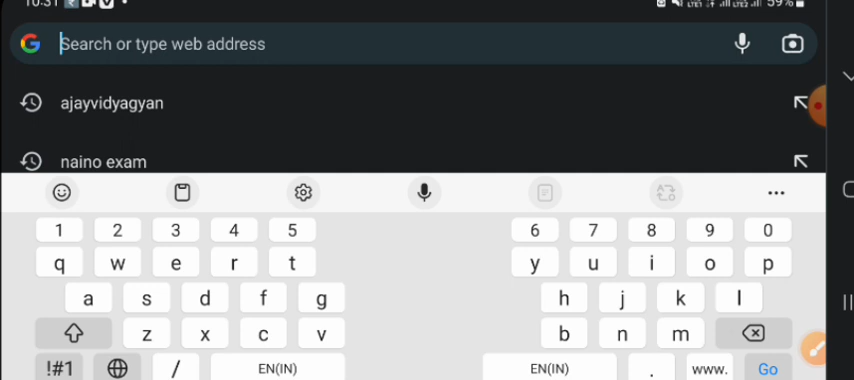 10:31 59%
Search or type web address
ajayvidyagyan
naino exam
1 2 3 4 5 6 7 8 9 0
q w e r t y u i o p
a s d f g h j k l
z x c v b n m
!#1 / EN(IN) EN(IN) . www. Go